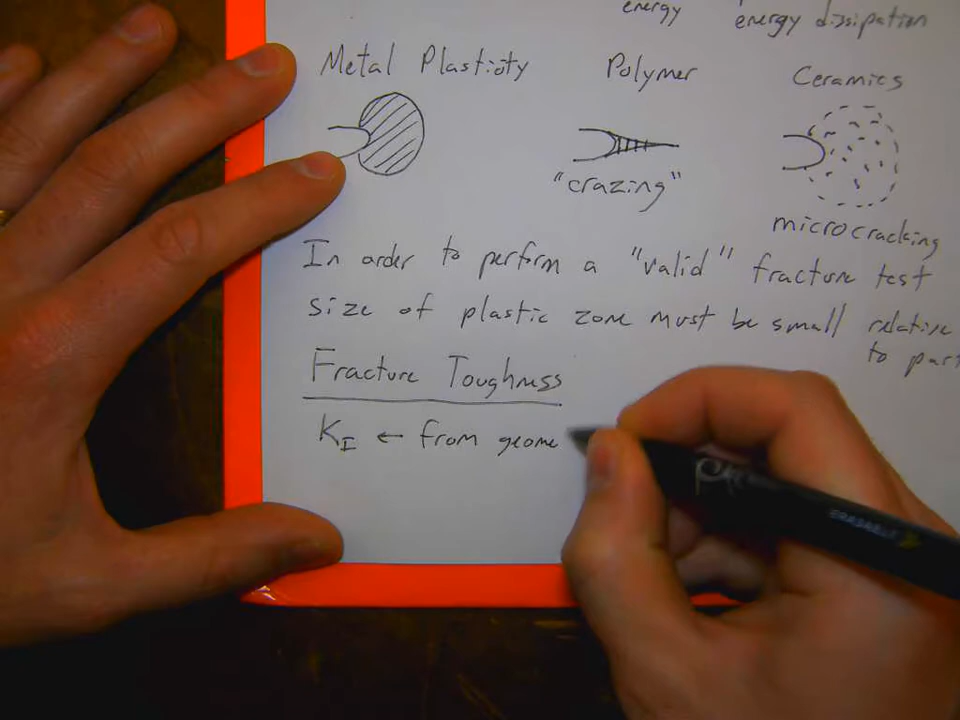 energy energy dissipation
Metal Plasticity Polymer Ceramics
"crazing"
microcracking
In order to perform a "valid" fracture test
size of plastic zone must be small relative
to part
Fracture Toughness
KI ← from geome
ERASABLE